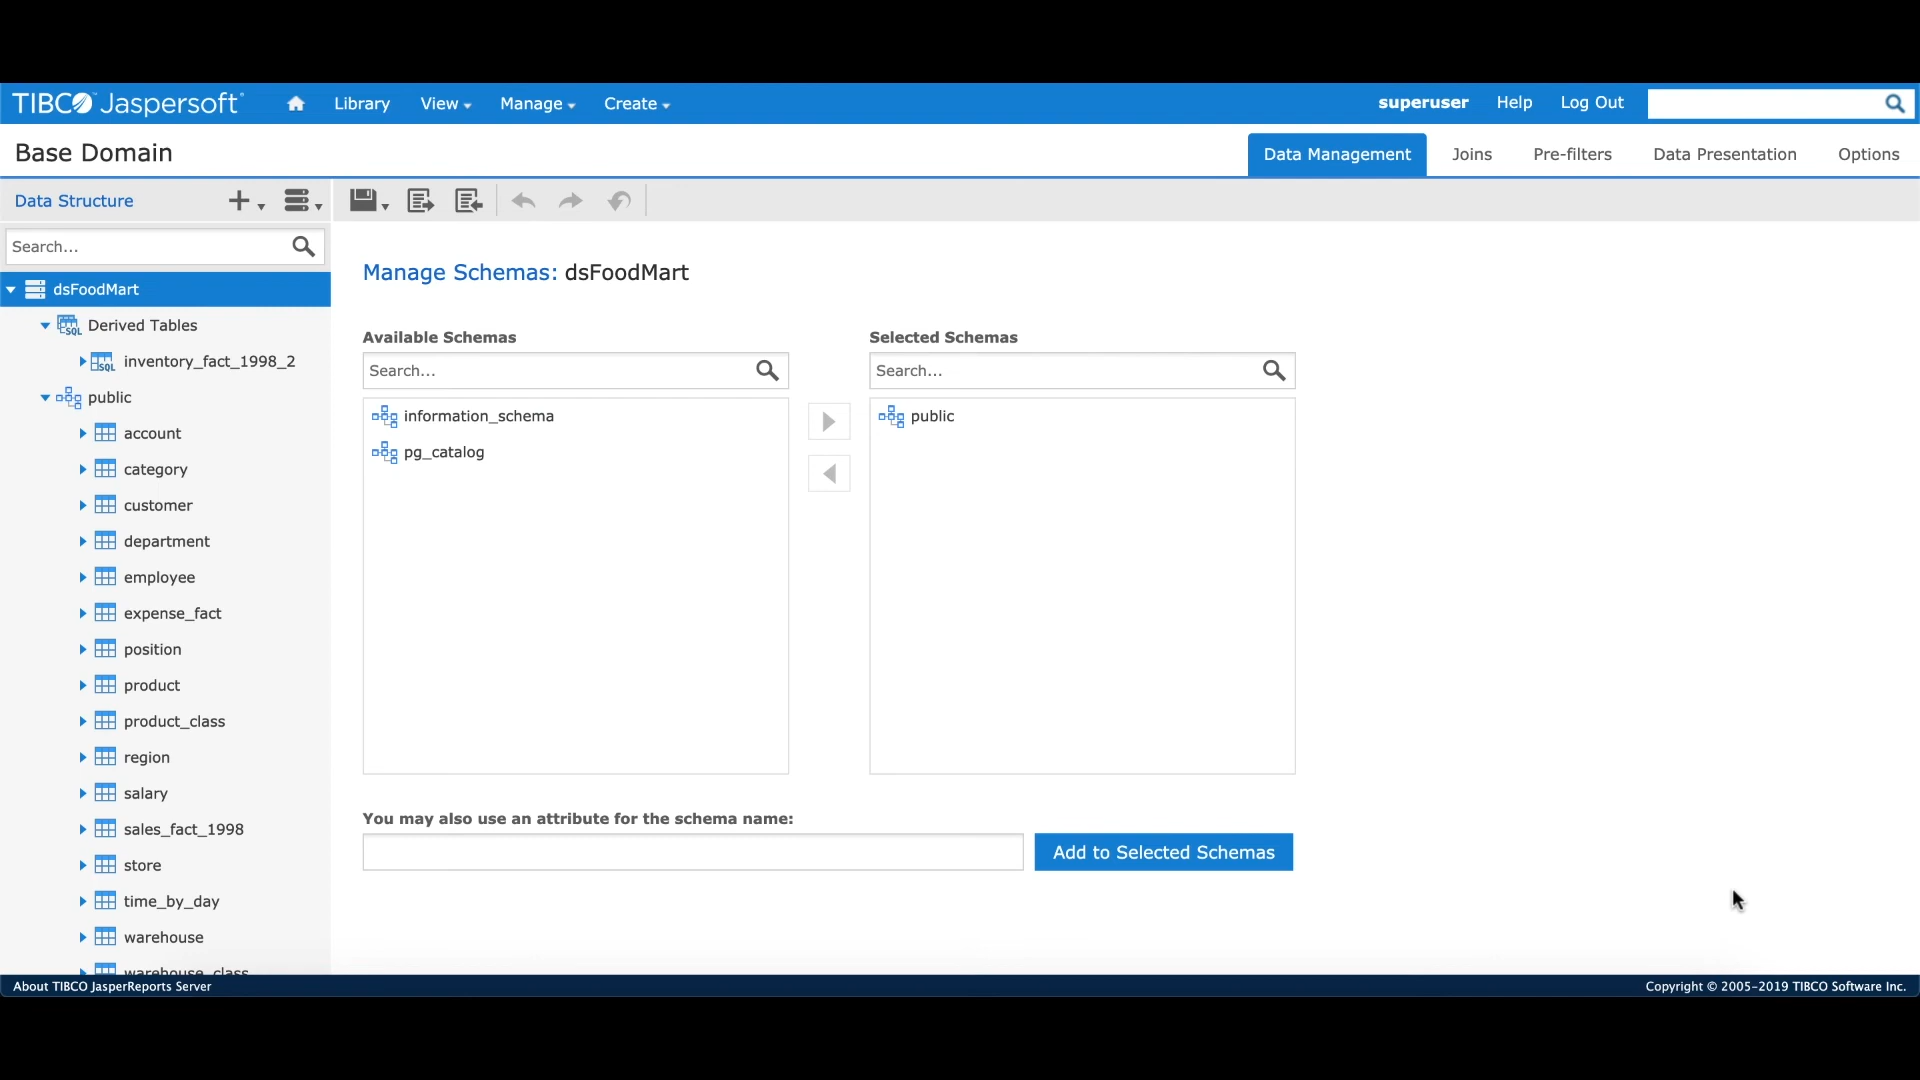 TIBCO Jaspersoft
Library
View
Manage
Create
superuser
Help
Log Out
Base Domain
Data Management
Joins
Pre-filters
Data Presentation
Options
Data Structure
Search...
dsFoodMart
SQL Derived Tables
SQL inventory_fact_1998_2
public
account
category
customer
department
employee
expense_fact
position
product
product_class
region
salary
sales_fact_1998
store
time_by_day
warehouse
warehouse_class
Manage Schemas: dsFoodMart
Available Schemas
Search...
information_schema
pg_catalog
Selected Schemas
Search...
public
You may also use an attribute for the schema name:
Add to Selected Schemas
About TIBCO JasperReports Server
Copyright © 2005-2019 TIBCO Software Inc.